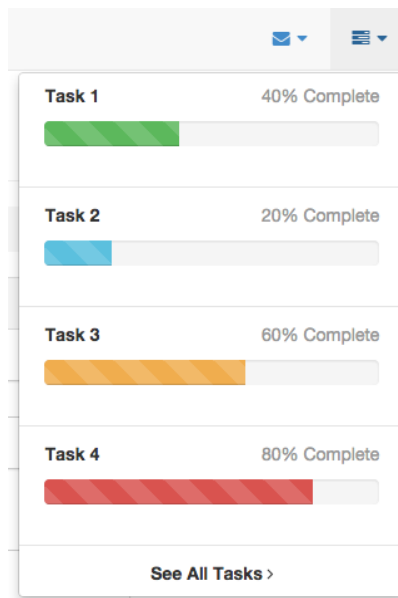 Task 1 40% Complete
Task 2 20% Complete
Task 3 60% Complete
Task 4 80% Complete
See All Tasks >